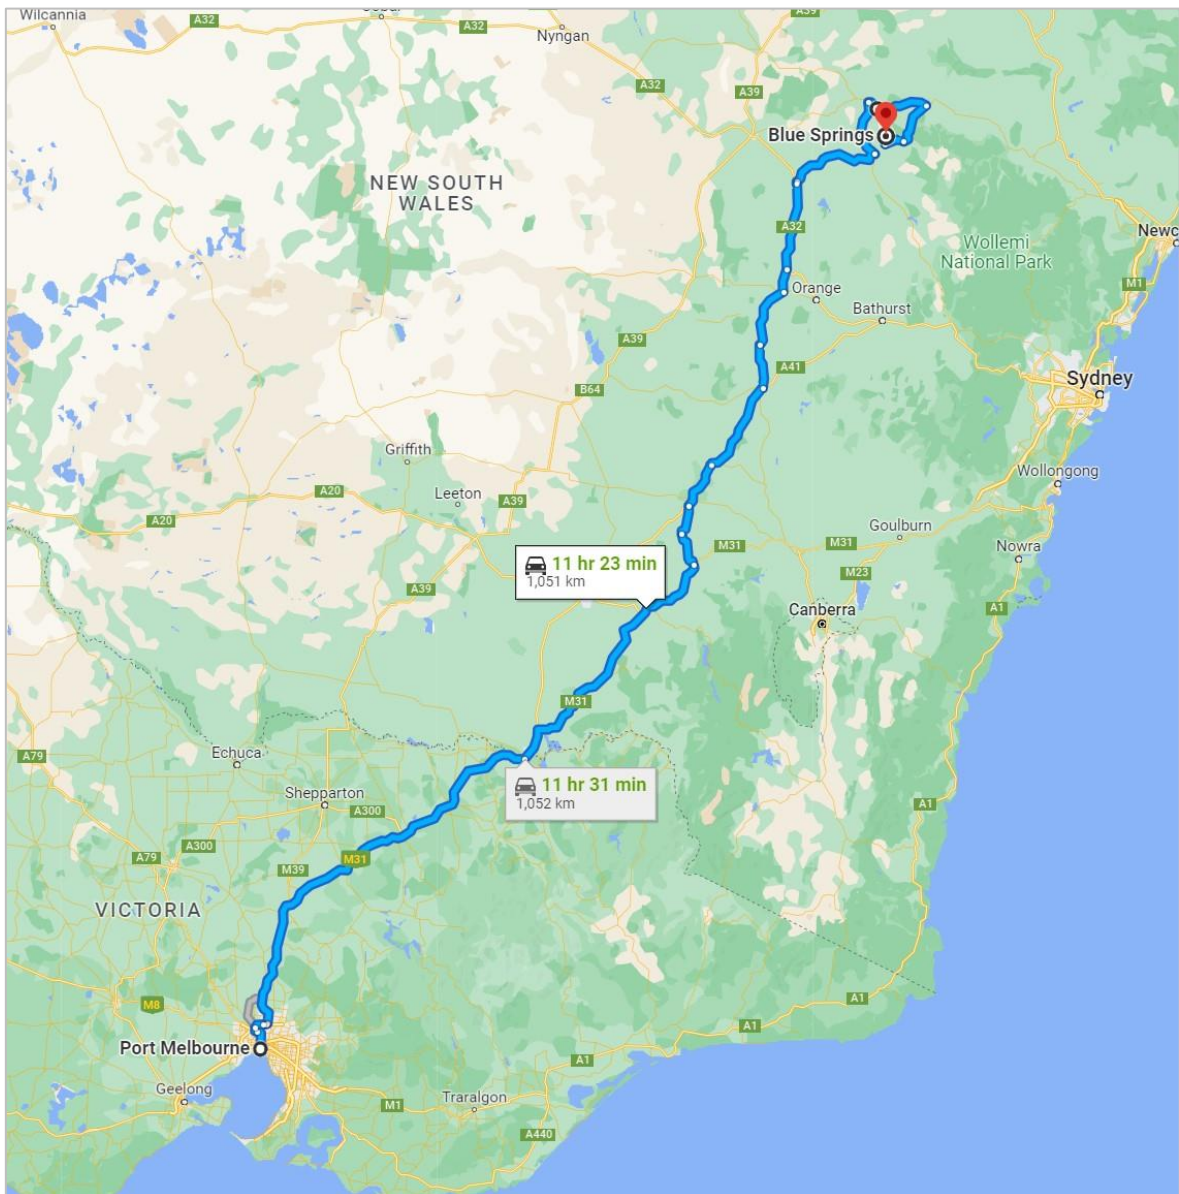 Wilcannia
A32
A32
Nyngan
A39
A32
A39
Blue Springs
NEW SOUTH
WALES
A32
Wollemi
National Park
Newc
M1
Orange
Bathurst
A39
A41
B64
Sydney
Griffith
Leeton
A20
A39
Wollongong
A20
Goulburn
M31
M31
Nowra
11 hr 23 min
1,051 km
M23
A39
Canberra
A1
M31
A79
Echuca
11 hr 31 min
1,052 km
Shepparton
A300
A1
A300
A79
M31
M39
VICTORIA
M8
A1
A1
Port Melbourne
A1
Geelong
Traralgon
M1
A440